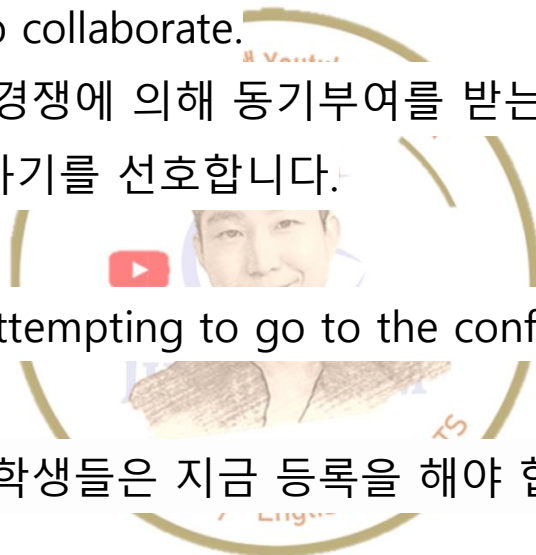 collaborate.
경쟁에 의해 동기부여를 받는
하기를 선호합니다.
attempting to go to the conf
학생들은 지금 등록을 해야 합